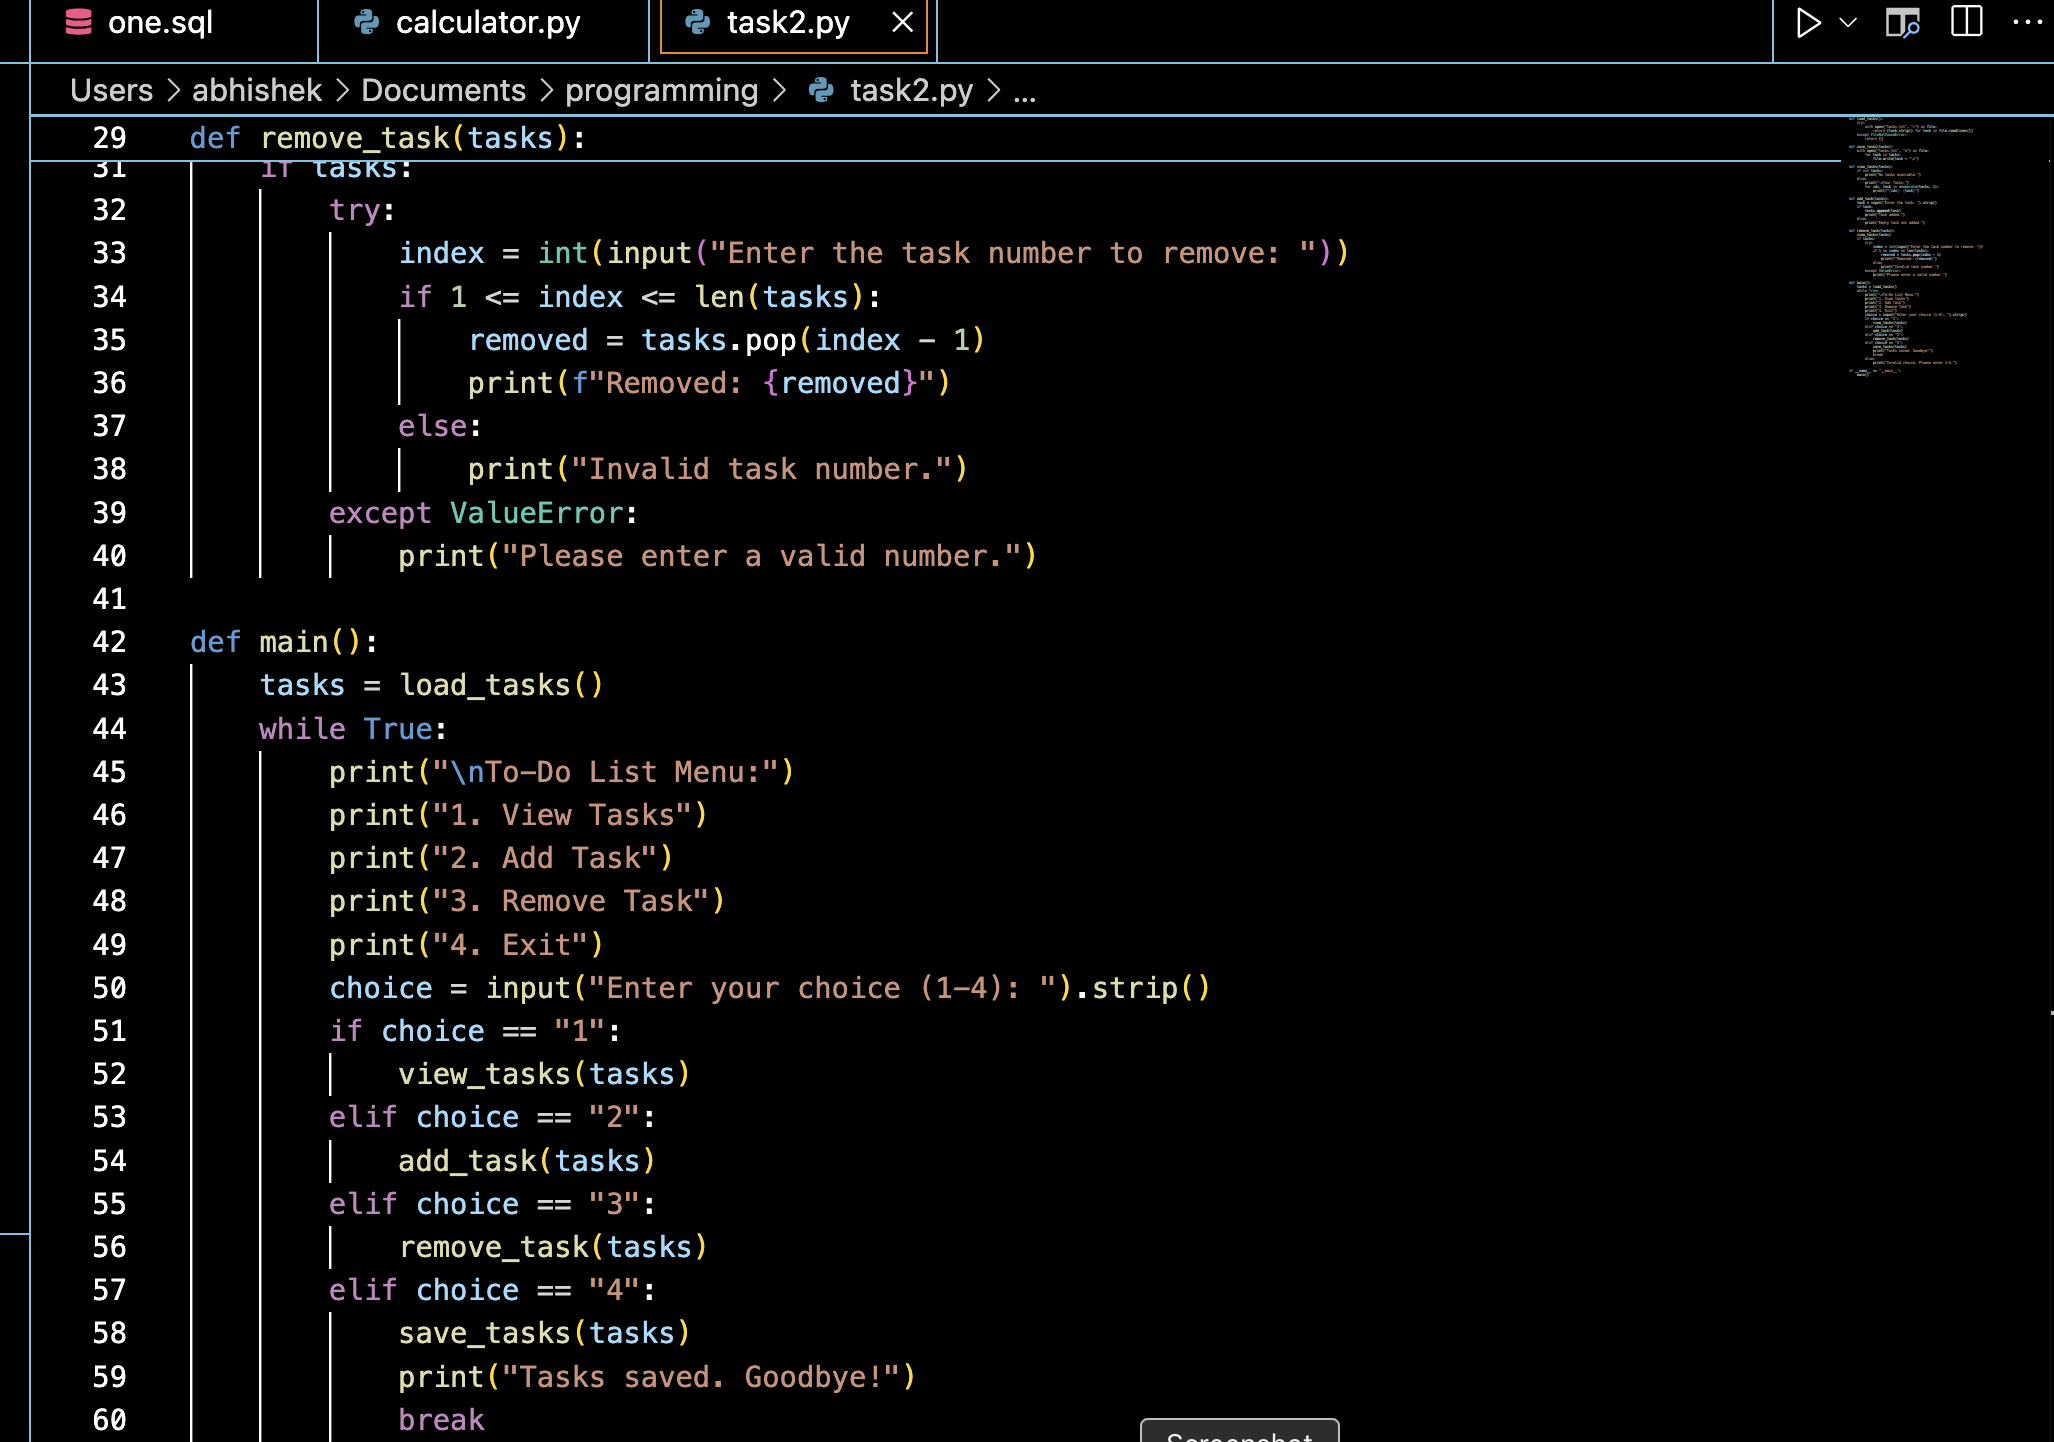 one.sql
calculator.py
task2.py
Users > abhishek > Documents > programming > task2.py > ...
29 def remove_task(tasks):
31     if tasks:
32         try:
33             index = int(input("Enter the task number to remove: "))
34             if 1 <= index <= len(tasks):
35                 removed = tasks.pop(index - 1)
36                 print(f"Removed: {removed}")
37             else:
38                 print("Invalid task number.")
39         except ValueError:
40             print("Please enter a valid number.")
41
42 def main():
43     tasks = load_tasks()
44     while True:
45         print("\nTo-Do List Menu:")
46         print("1. View Tasks")
47         print("2. Add Task")
48         print("3. Remove Task")
49         print("4. Exit")
50         choice = input("Enter your choice (1-4): ").strip()
51         if choice == "1":
52             view_tasks(tasks)
53         elif choice == "2":
54             add_task(tasks)
55         elif choice == "3":
56             remove_task(tasks)
57         elif choice == "4":
58             save_tasks(tasks)
59             print("Tasks saved. Goodbye!")
60             break
Screenshot